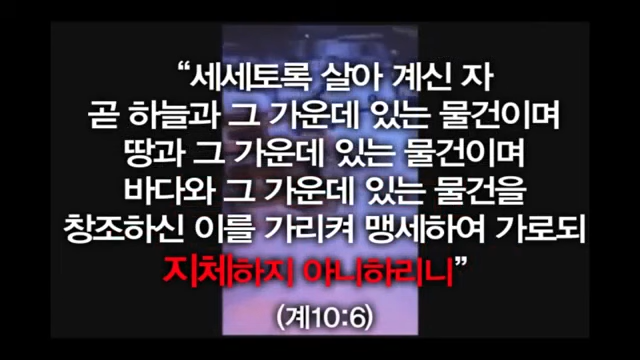 “세세토록 살아 계신 자
곧 하늘과 그 가운데 있는 물건이며
땅과 그 가운데 있는 물건이며
바다와 그 가운데 있는 물건을
창조하신 이를 가리켜 맹세하여 가로되
지체하지 아니하리니”
(계10:6)